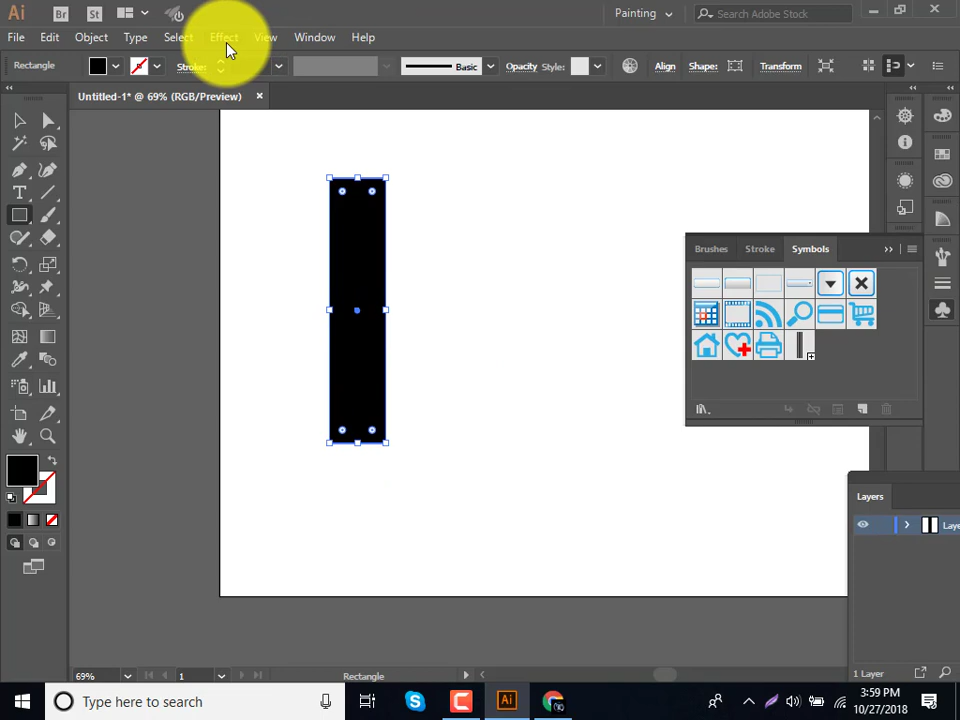 Ai Br St Painting Search Adobe Stock
File Edit Object Type Select Effect View Window Help
Rectangle Stroke: Basic Opacity Style: Align Shape: Transform
Untitled-1* @ 69% (RGB/Preview) ×
Brushes Stroke Symbols
Layers
Laye
69% 1 Rectangle 1 Layer
Type here to search
Ai
3:59 PM
10/27/2018